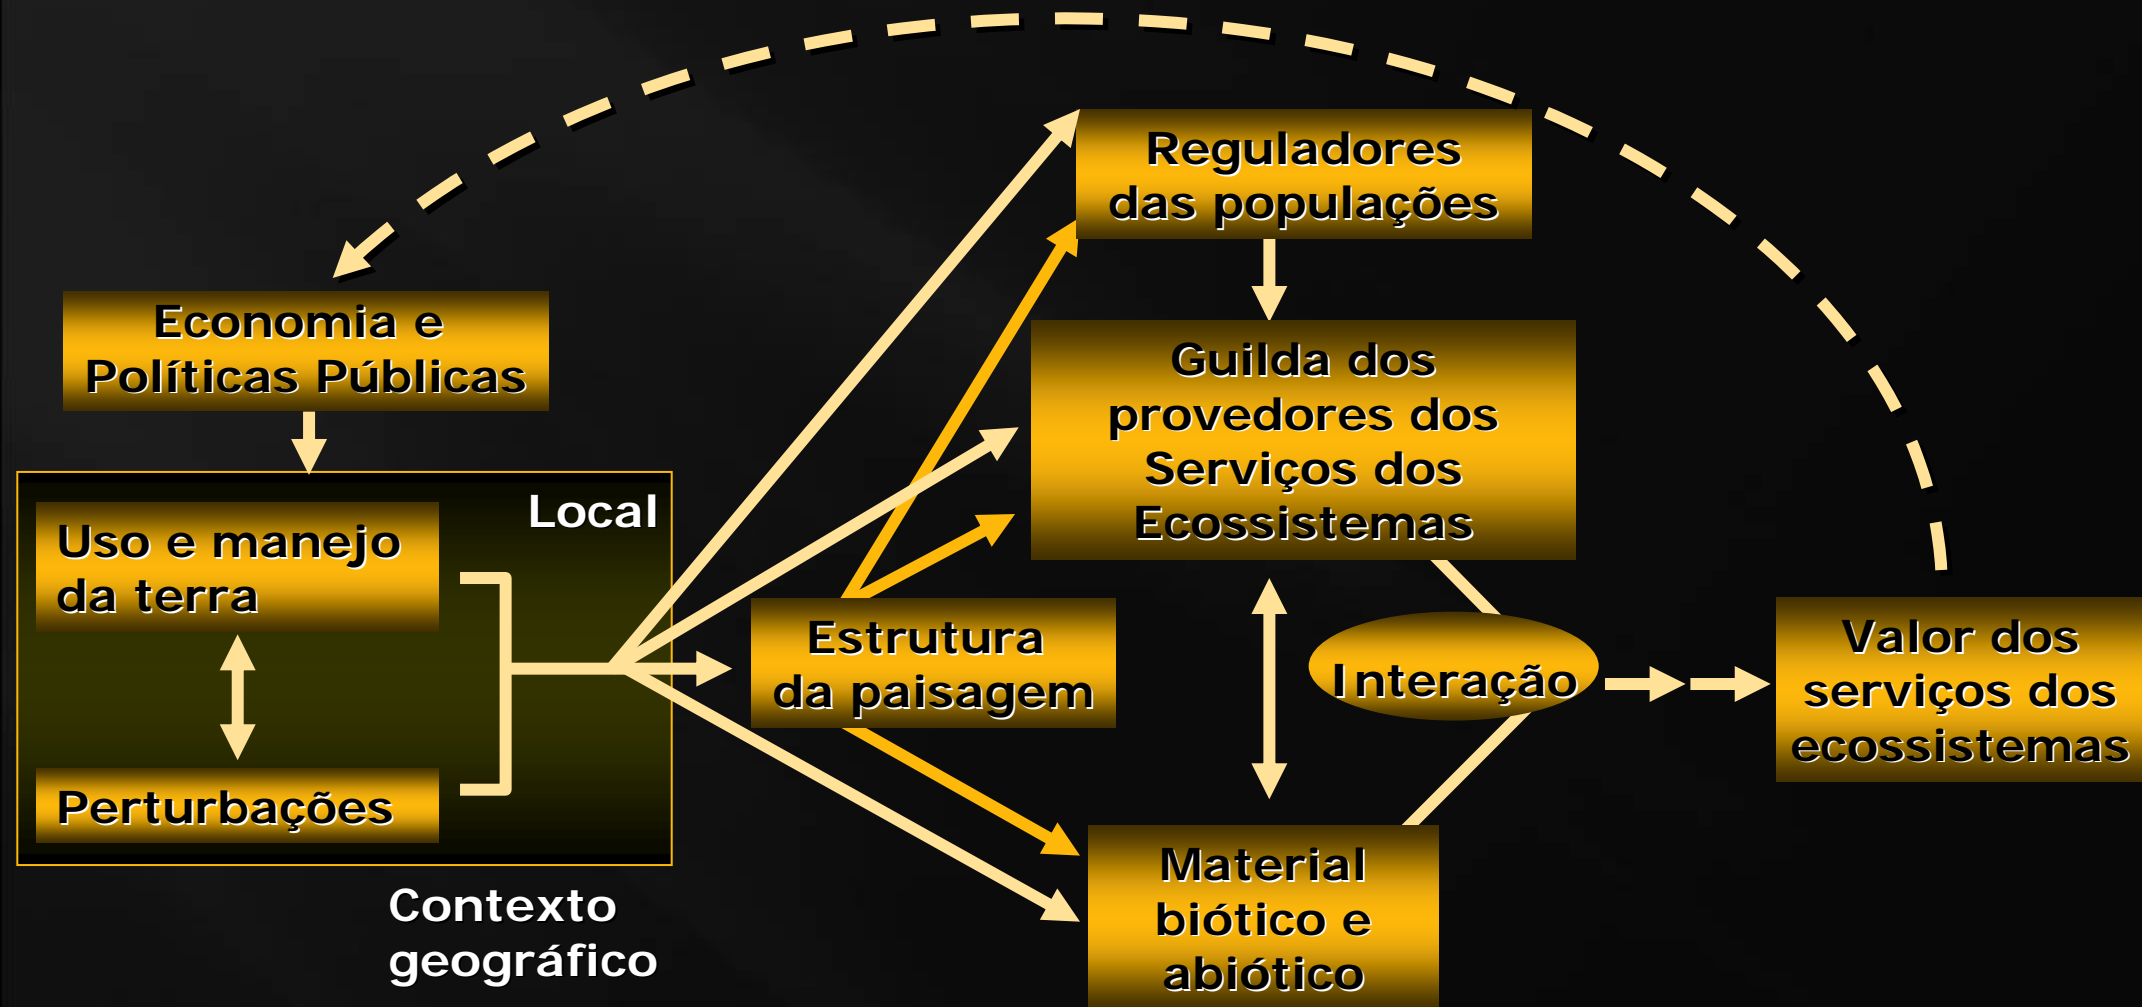 Reguladores
das populações
Economia e
Políticas Públicas
Guilda dos
provedores dos
Serviços dos
Ecossistemas
Local
Uso e manejo
da terra
Perturbações
Contexto
geográfico
Estrutura
da paisagem
Interação
Valor dos
serviços dos
ecossistemas
Material
biótico e
abiótico